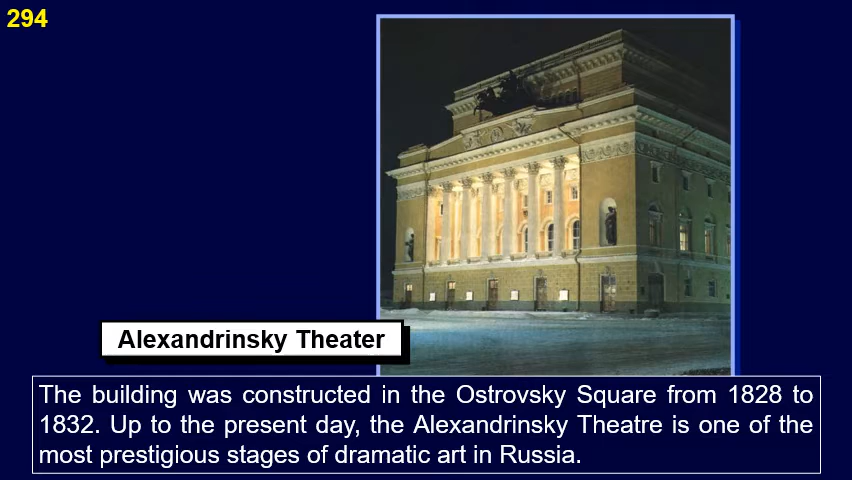 294
Alexandrinsky Theater
The building was constructed in the Ostrovsky Square from 1828 to
1832. Up to the present day, the Alexandrinsky Theatre is one of the
most prestigious stages of dramatic art in Russia.